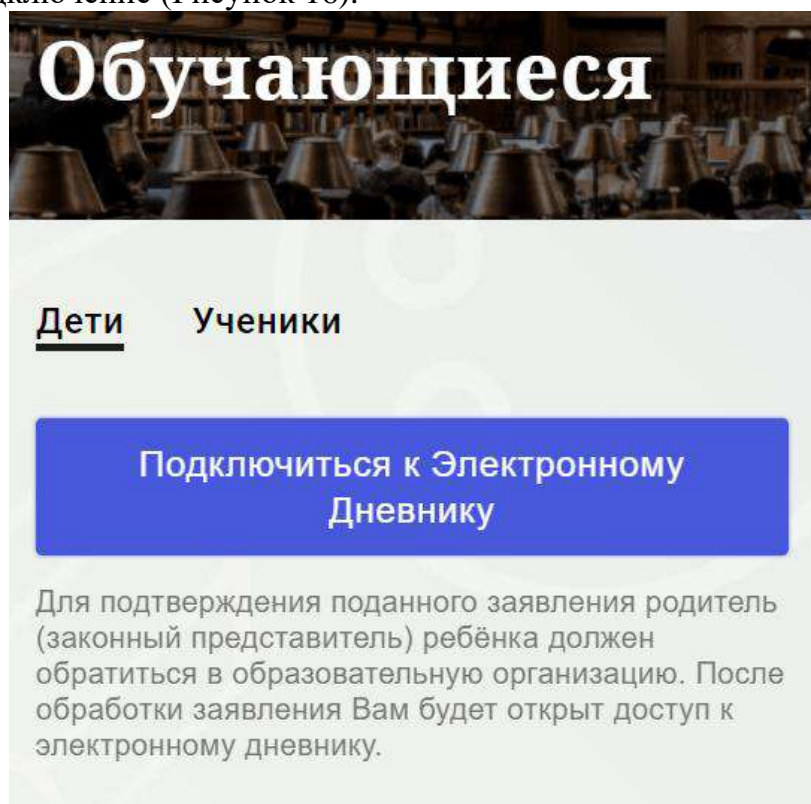 Обучающиеся
Дети Ученики
Подключиться к Электронному
Дневнику
Для подтверждения поданного заявления родитель
(законный представитель) ребёнка должен
обратиться в образовательную организацию. После
обработки заявления Вам будет открыт доступ к
электронному дневнику.